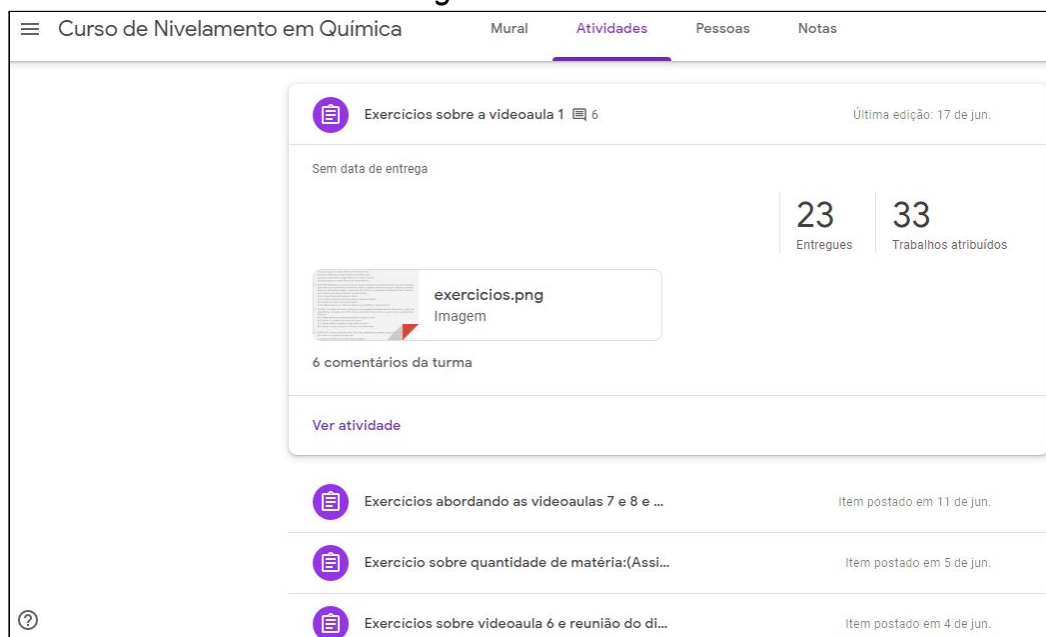 Curso de Nivelamento em Química Mural Atividades Pessoas Notas
Exercícios sobre a videoaula 1 6 Última edição: 17 de jun.
Sem data de entrega
23 33
Entregues Trabalhos atribuídos
exercicios.png
Imagem
6 comentários da turma
Ver atividade
Exercícios abordando as videoaulas 7 e 8 e ... Item postado em 11 de jun.
Exercício sobre quantidade de matéria:(Assi... Item postado em 5 de jun.
Exercícios sobre videoaula 6 e reunião do di... Item postado em 4 de jun.